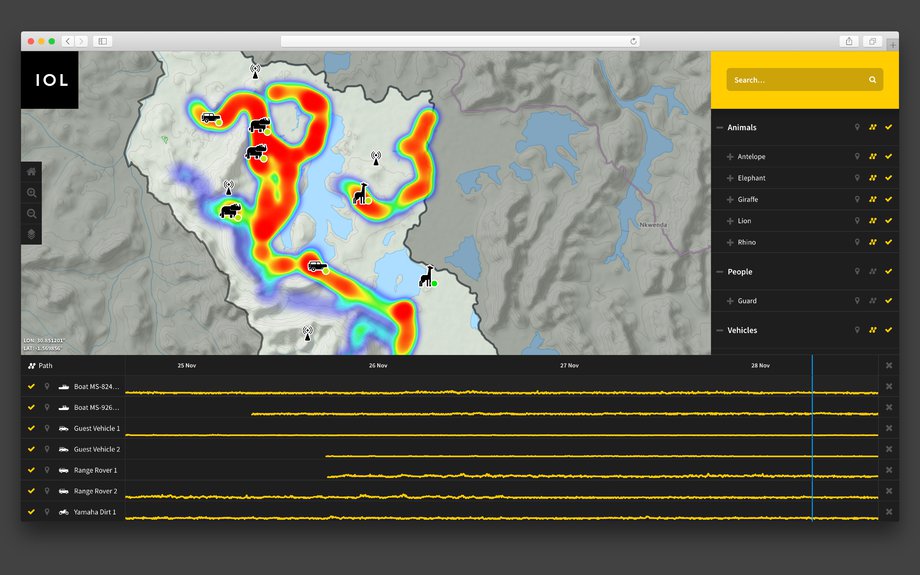 IOL
Search...
Animals
Antelope
Elephant
Giraffe
Lion
Rhino
People
Guard
Vehicles
Nkwenda
LON: 30.851201°
LAT: -1.569856°
Path
25 Nov
26 Nov
27 Nov
28 Nov
Boat MS-824...
Boat MS-926...
Guest Vehicle 1
Guest Vehicle 2
Range Rover 1
Range Rover 2
Yamaha Dirt 1